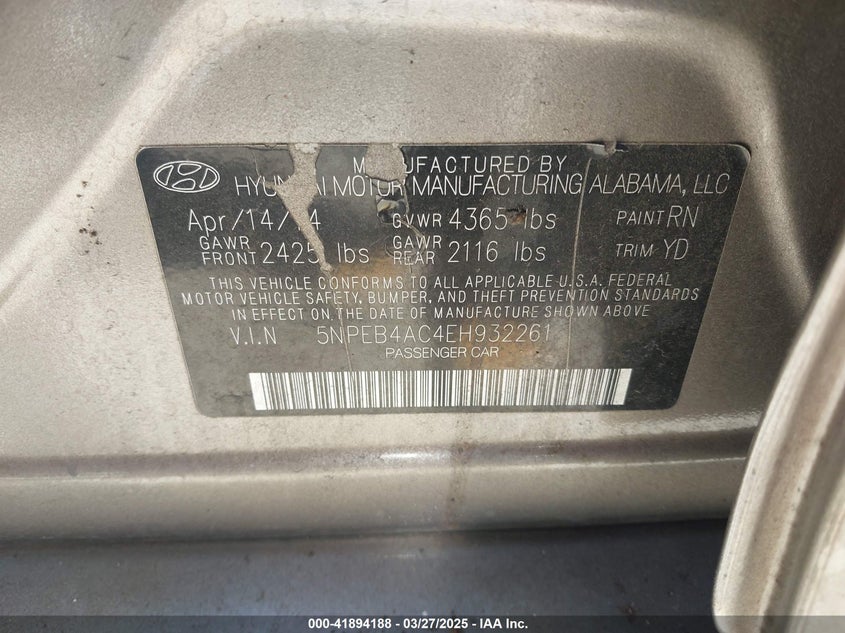 MANUFACTURED BY
HYUNDAI MOTOR MANUFACTURING ALABAMA, LLC
Apr/14/14 GVWR 4365 lbs PAINT RN
GAWR FRONT 2425 lbs GAWR REAR 2116 lbs TRIM YD
THIS VEHICLE CONFORMS TO ALL APPLICABLE U.S.A. FEDERAL
MOTOR VEHICLE SAFETY, BUMPER, AND THEFT PREVENTION STANDARDS
IN EFFECT ON THE DATE OF MANUFACTURE SHOWN ABOVE
V.I.N 5NPEB4AC4EH932261
PASSENGER CAR
000-41894188 - 03/27/2025 - IAA Inc.